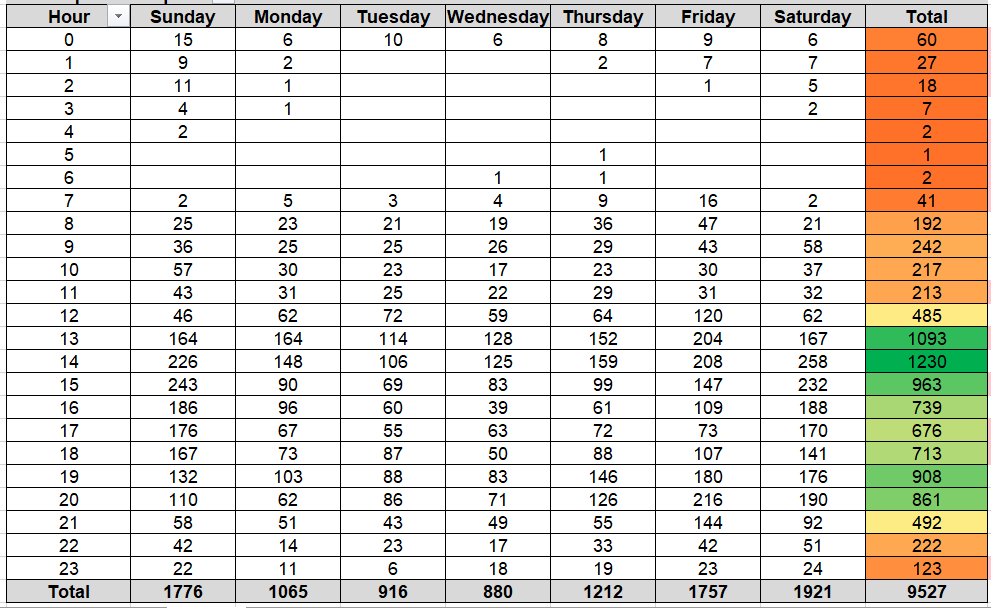 Hour Sunday Monday Tuesday Wednesday Thursday Friday Saturday Total
0 15 6 10 6 8 9 6 60
1 9 2 2 7 7 27
2 11 1 1 5 18
3 4 1 2 7
4 2 2
5 1 1
6 1 1 2
7 2 5 3 4 9 16 2 41
8 25 23 21 19 36 47 21 192
9 36 25 25 26 29 43 58 242
10 57 30 23 17 23 30 37 217
11 43 31 25 22 29 31 32 213
12 46 62 72 59 64 120 62 485
13 164 164 114 128 152 204 167 1093
14 226 148 106 125 159 208 258 1230
15 243 90 69 83 99 147 232 963
16 186 96 60 39 61 109 188 739
17 176 67 55 63 72 73 170 676
18 167 73 87 50 88 107 141 713
19 132 103 88 83 146 180 176 908
20 110 62 86 71 126 216 190 861
21 58 51 43 49 55 144 92 492
22 42 14 23 17 33 42 51 222
23 22 11 6 18 19 23 24 123
Total 1776 1065 916 880 1212 1757 1921 9527